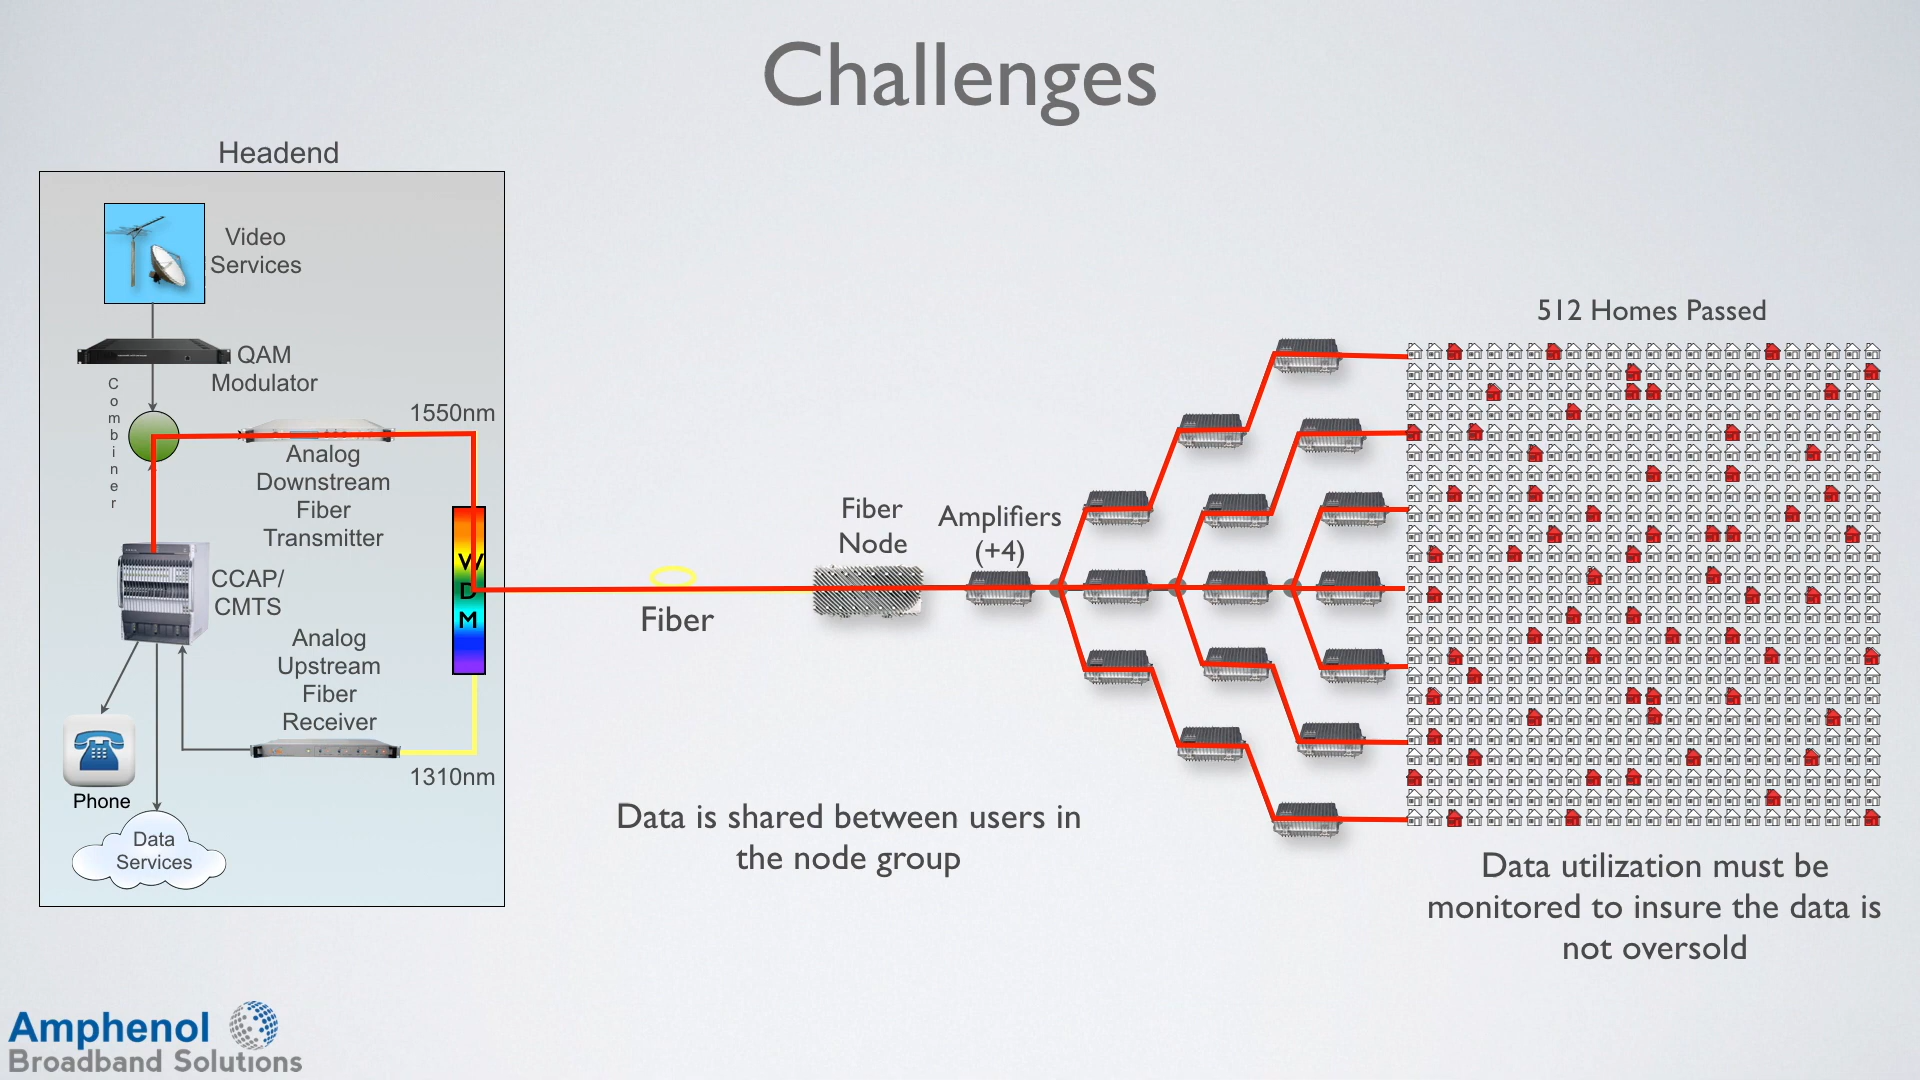 Challenges
Headend
Video
Services
QAM
Modulator
Combiner
1550nm
Analog
Downstream
Fiber
Transmitter
WDM
CCAP/
CMTS
Analog
Upstream
Fiber
Receiver
1310nm
Phone
Data
Services
Fiber
Fiber
Node
Amplifiers
(+4)
512 Homes Passed
Data is shared between users in
the node group
Data utilization must be
monitored to insure the data is
not oversold
Amphenol
Broadband Solutions